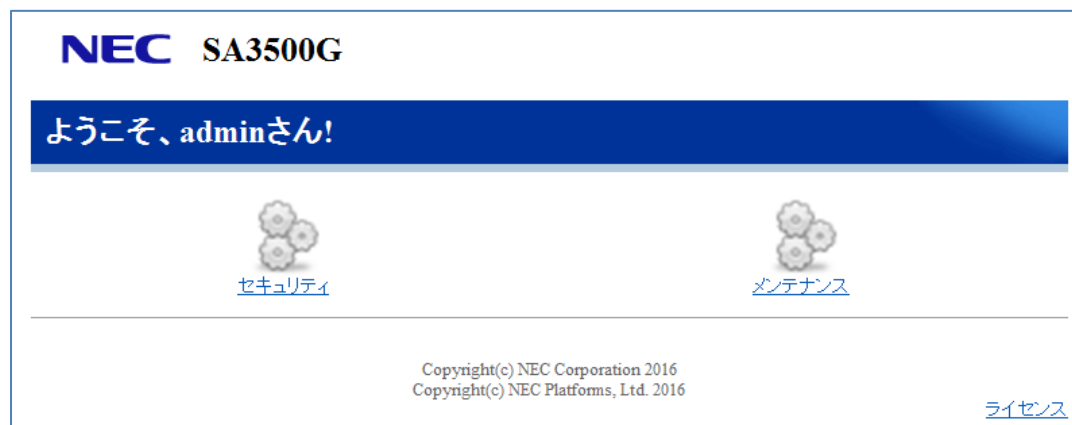 NEC SA3500G
ようこそ、adminさん!
セキュリティ メンテナンス
Copyright(c) NEC Corporation 2016
Copyright(c) NEC Platforms, Ltd. 2016
ライセンス